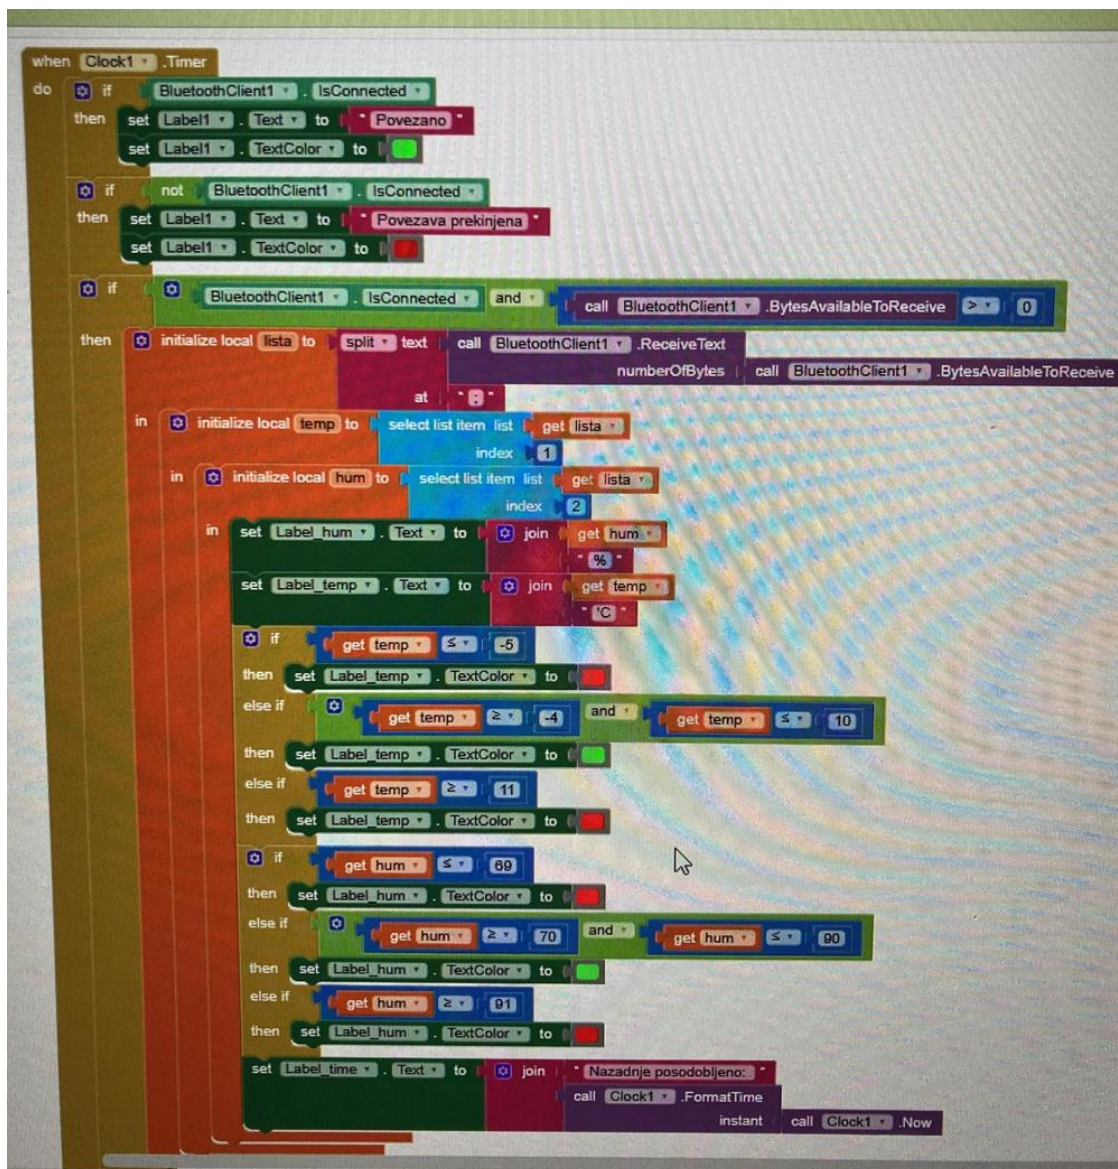 when Clock1 .Timer
do if BluetoothClient1 . IsConnected
then set Label1 . Text to " Povezano "
set Label1 . TextColor to
if not BluetoothClient1 . IsConnected
then set Label1 . Text to " Povezava prekinjena "
set Label1 . TextColor to
if BluetoothClient1 . IsConnected and call BluetoothClient1 .BytesAvailableToReceive > 0
then initialize local lista to split text call BluetoothClient1 .ReceiveText
numberOfBytes call BluetoothClient1 .BytesAvailableToReceive
at " ; "
in initialize local temp to select list item list get lista
index 1
in initialize local hum to select list item list get lista
index 2
in set Label_hum . Text to join get hum
" % "
set Label_temp . Text to join get temp
" 'C "
if get temp ≤ -5
then set Label_temp . TextColor to
else if get temp ≥ -4 and get temp ≤ 10
then set Label_temp . TextColor to
else if get temp ≥ 11
then set Label_temp . TextColor to
if get hum ≤ 69
then set Label_hum . TextColor to
else if get hum ≥ 70 and get hum ≤ 90
then set Label_hum . TextColor to
else if get hum ≥ 91
then set Label_hum . TextColor to
set Label_time . Text to join " Nazadnje posodobljeno: "
call Clock1 .FormatTime
instant call Clock1 .Now